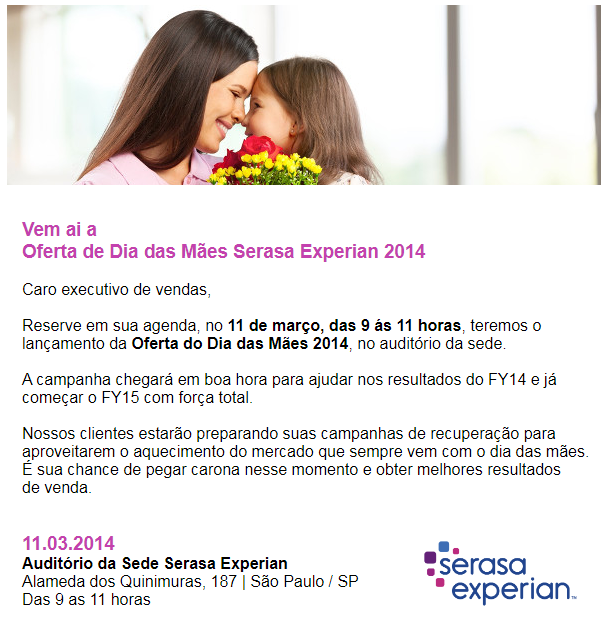 Vem ai a
Oferta de Dia das Mães Serasa Experian 2014
Caro executivo de vendas,
Reserve em sua agenda, no 11 de março, das 9 ás 11 horas, teremos o
lançamento da Oferta do Dia das Mães 2014, no auditório da sede.
A campanha chegará em boa hora para ajudar nos resultados do FY14 e já
começar o FY15 com força total.
Nossos clientes estarão preparando suas campanhas de recuperação para
aproveitarem o aquecimento do mercado que sempre vem com o dia das mães.
É sua chance de pegar carona nesse momento e obter melhores resultados
de venda.
11.03.2014
Auditório da Sede Serasa Experian
Alameda dos Quinimuras, 187 | São Paulo / SP
Das 9 as 11 horas
serasa
experian™